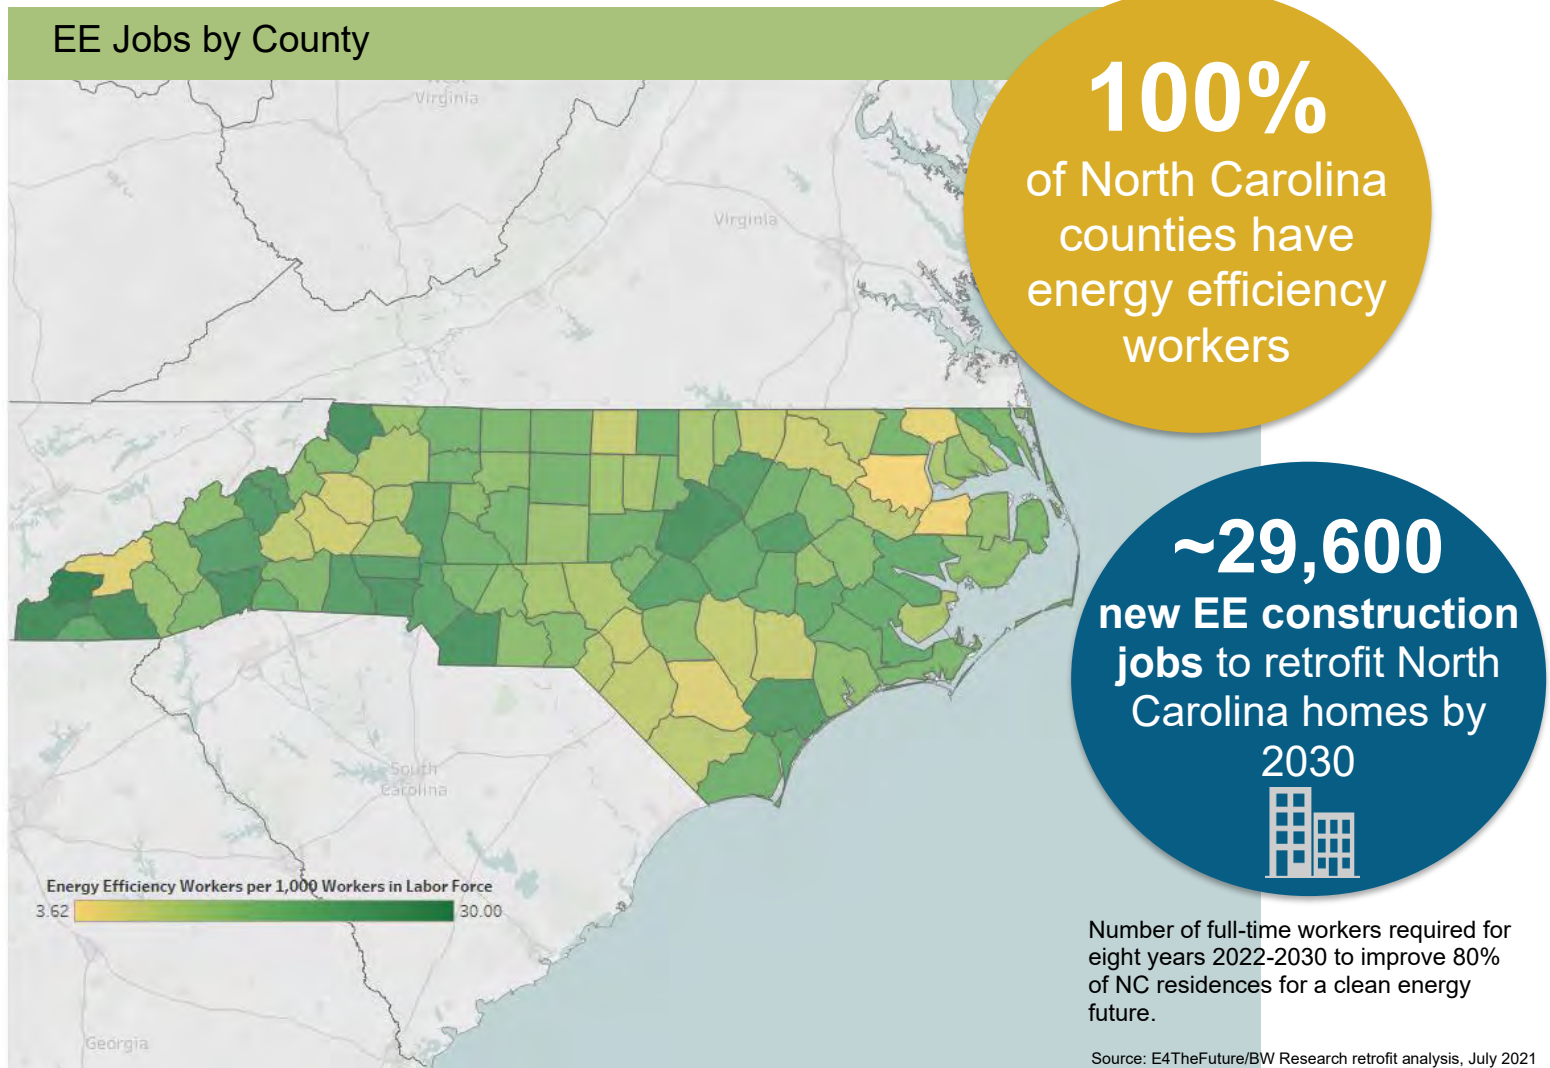 EE Jobs by County
100%
of North Carolina
counties have
energy efficiency
workers
West
Virginia
Virginia
~29,600
new EE construction
jobs to retrofit North
Carolina homes by
2030
South
Carolina
Georgia
Energy Efficiency Workers per 1,000 Workers in Labor Force
3.62
30.00
Number of full-time workers required for
eight years 2022-2030 to improve 80%
of NC residences for a clean energy
future.
Source: E4TheFuture/BW Research retrofit analysis, July 2021